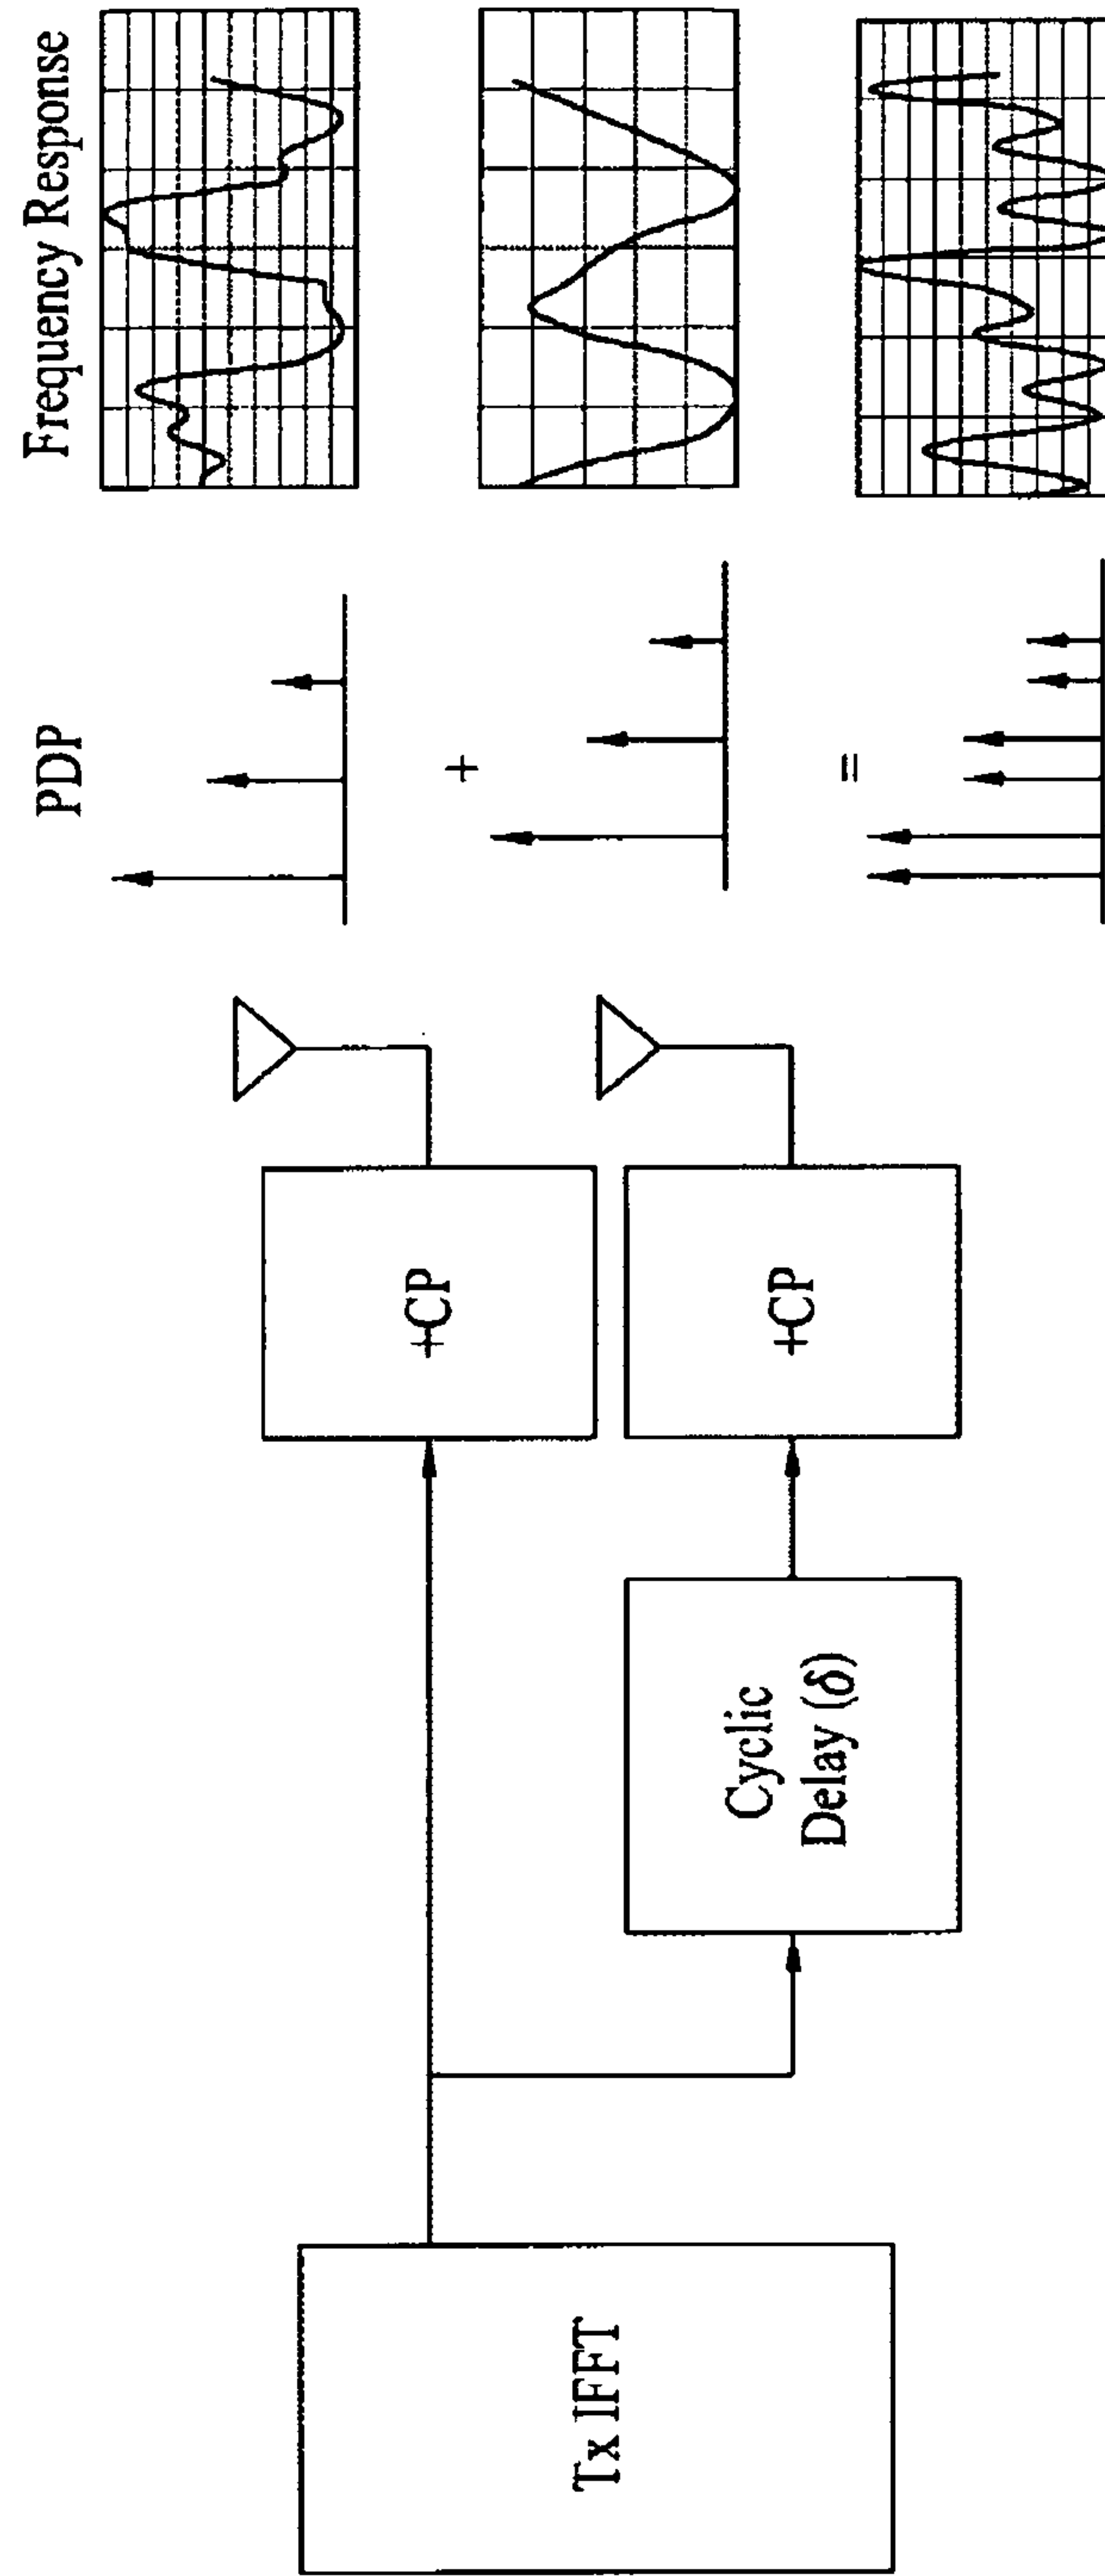 Tx IFFT
Cyclic
Delay (δ)
+CP
+CP
PDP
+
=
Frequency Response